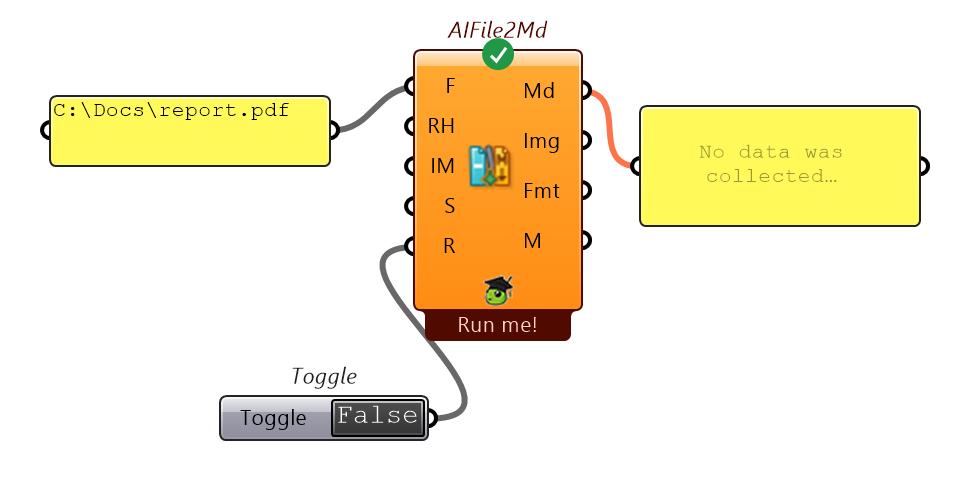 AIFile2Md
C:\Docs\report.pdf
F
RH
IM
S
R
Md
Img
Fmt
M
No data was
collected…
Run me!
Toggle
Toggle
False